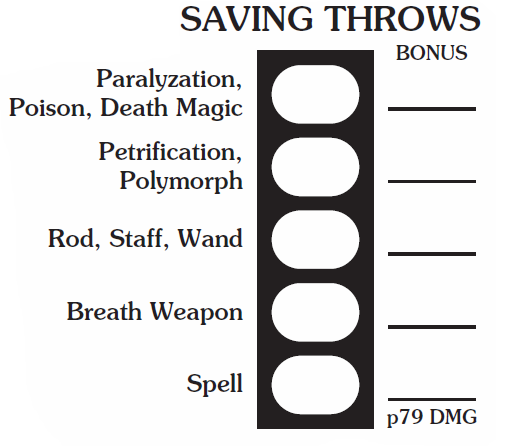 SAVING THROWS
BONUS
Paralyzation,
Poison, Death Magic
Petrification,
Polymorph
Rod, Staff, Wand
Breath Weapon
Spell
p79 DMG